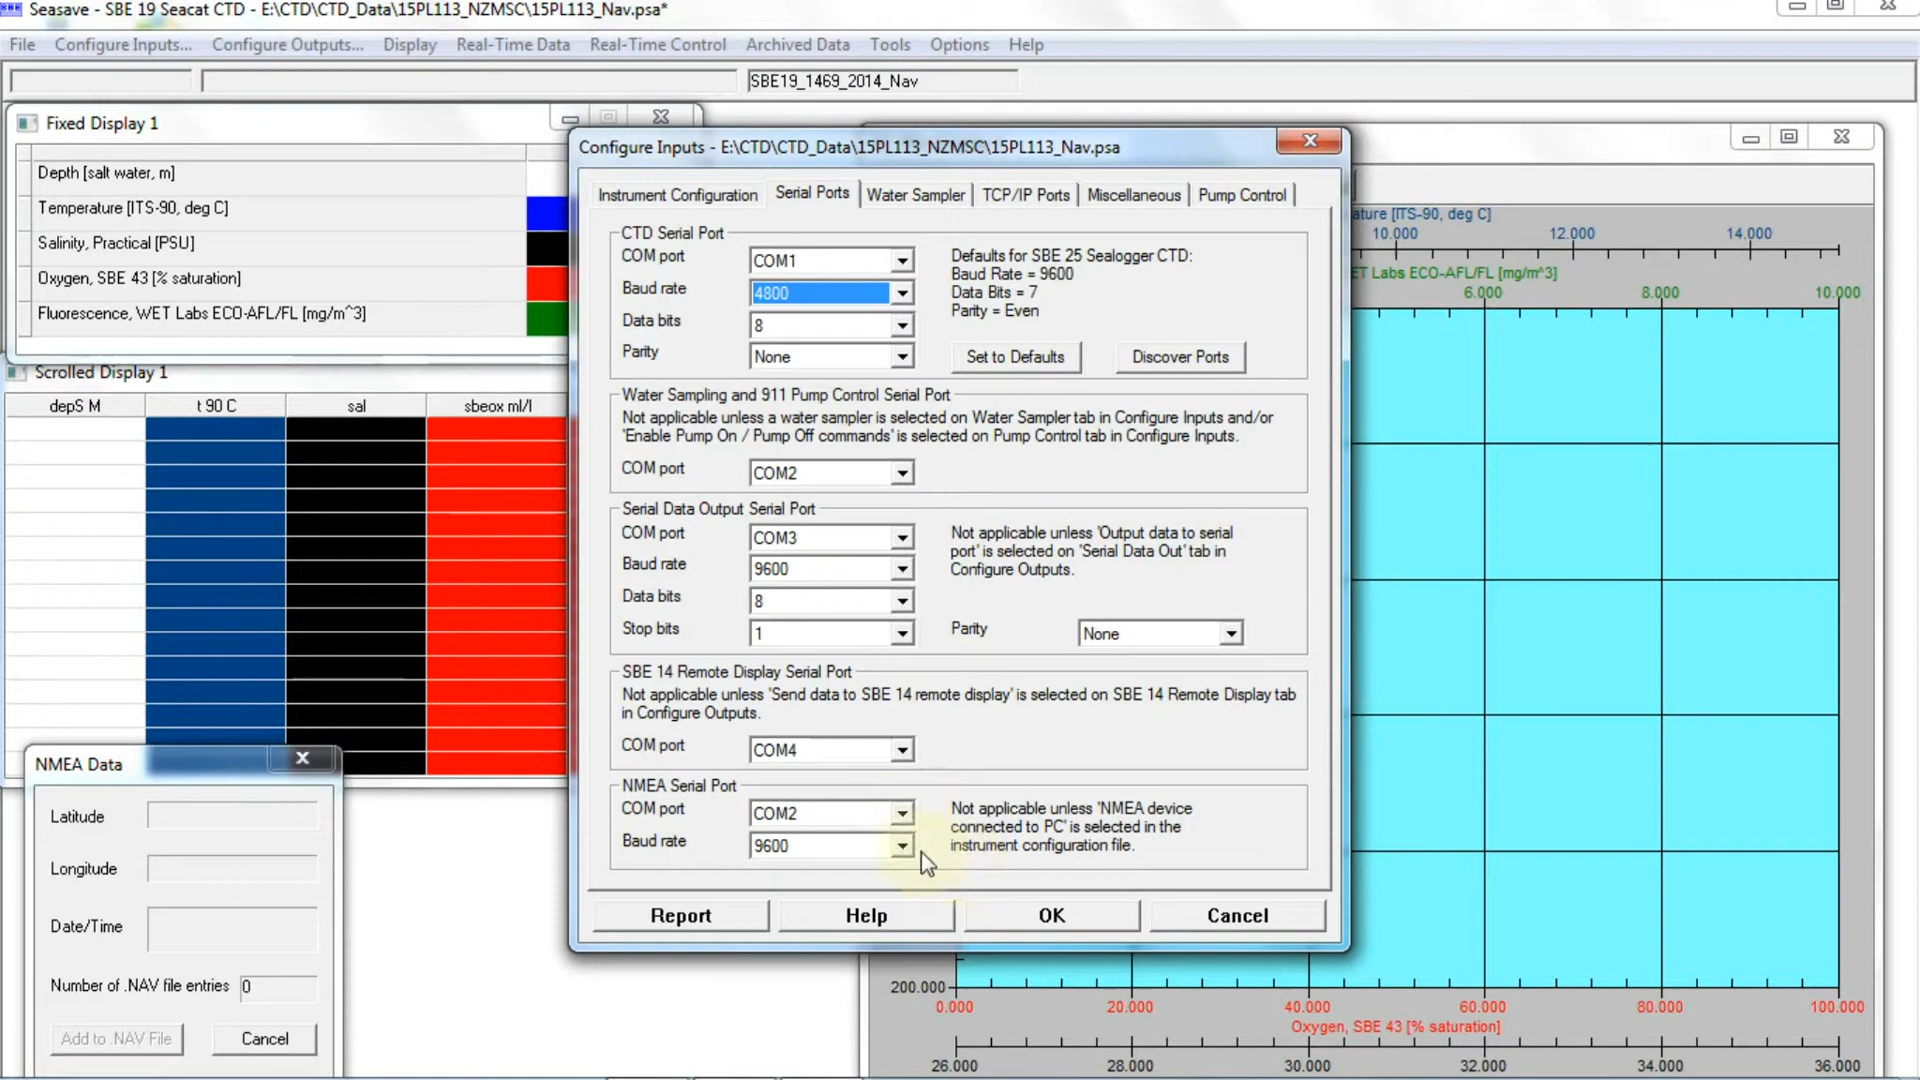 Seasave - SBE 19 Seacat CTD - E:\CTD\CTD_Data\15PL113_NZMSC\15PL113_Nav.psa*
File Configure Inputs... Configure Outputs... Display Real-Time Data Real-Time Control Archived Data Tools Options Help
SBE19_1469_2014_Nav
Fixed Display 1
Depth [salt water, m]
Temperature [ITS-90, deg C]
Salinity, Practical [PSU]
Oxygen, SBE 43 [% saturation]
Fluorescence, WET Labs ECO-AFL/FL [mg/m^3]
Scrolled Display 1
depS M t 90 C sal sbeox ml/l
NMEA Data
Latitude
Longitude
Date/Time
Number of .NAV file entries 0
Add to .NAV File Cancel
Configure Inputs - E:\CTD\CTD_Data\15PL113_NZMSC\15PL113_Nav.psa
Instrument Configuration Serial Ports Water Sampler TCP/IP Ports Miscellaneous Pump Control
CTD Serial Port
COM port COM1
Baud rate 4800
Data bits 8
Parity None
Defaults for SBE 25 Sealogger CTD:
Baud Rate = 9600
Data Bits = 7
Parity = Even
Set to Defaults Discover Ports
Water Sampling and 911 Pump Control Serial Port
Not applicable unless a water sampler is selected on Water Sampler tab in Configure Inputs and/or
'Enable Pump On / Pump Off commands' is selected on Pump Control tab in Configure Inputs.
COM port COM2
Serial Data Output Serial Port
COM port COM3
Baud rate 9600
Data bits 8
Stop bits 1
Not applicable unless 'Output data to serial
port' is selected on 'Serial Data Out' tab in
Configure Outputs.
Parity None
SBE 14 Remote Display Serial Port
Not applicable unless 'Send data to SBE 14 remote display' is selected on SBE 14 Remote Display tab
in Configure Outputs.
COM port COM4
NMEA Serial Port
COM port COM2
Baud rate 9600
Not applicable unless 'NMEA device
connected to PC' is selected in the
instrument configuration file.
Report Help OK Cancel
ature [ITS-90, deg C]
10.000 12.000 14.000
ET Labs ECO-AFL/FL [mg/m^3]
6.000 8.000 10.000
200.000
0.000 20.000 40.000 60.000 80.000 100.000
Oxygen, SBE 43 [% saturation]
26.000 28.000 30.000 32.000 34.000 36.000